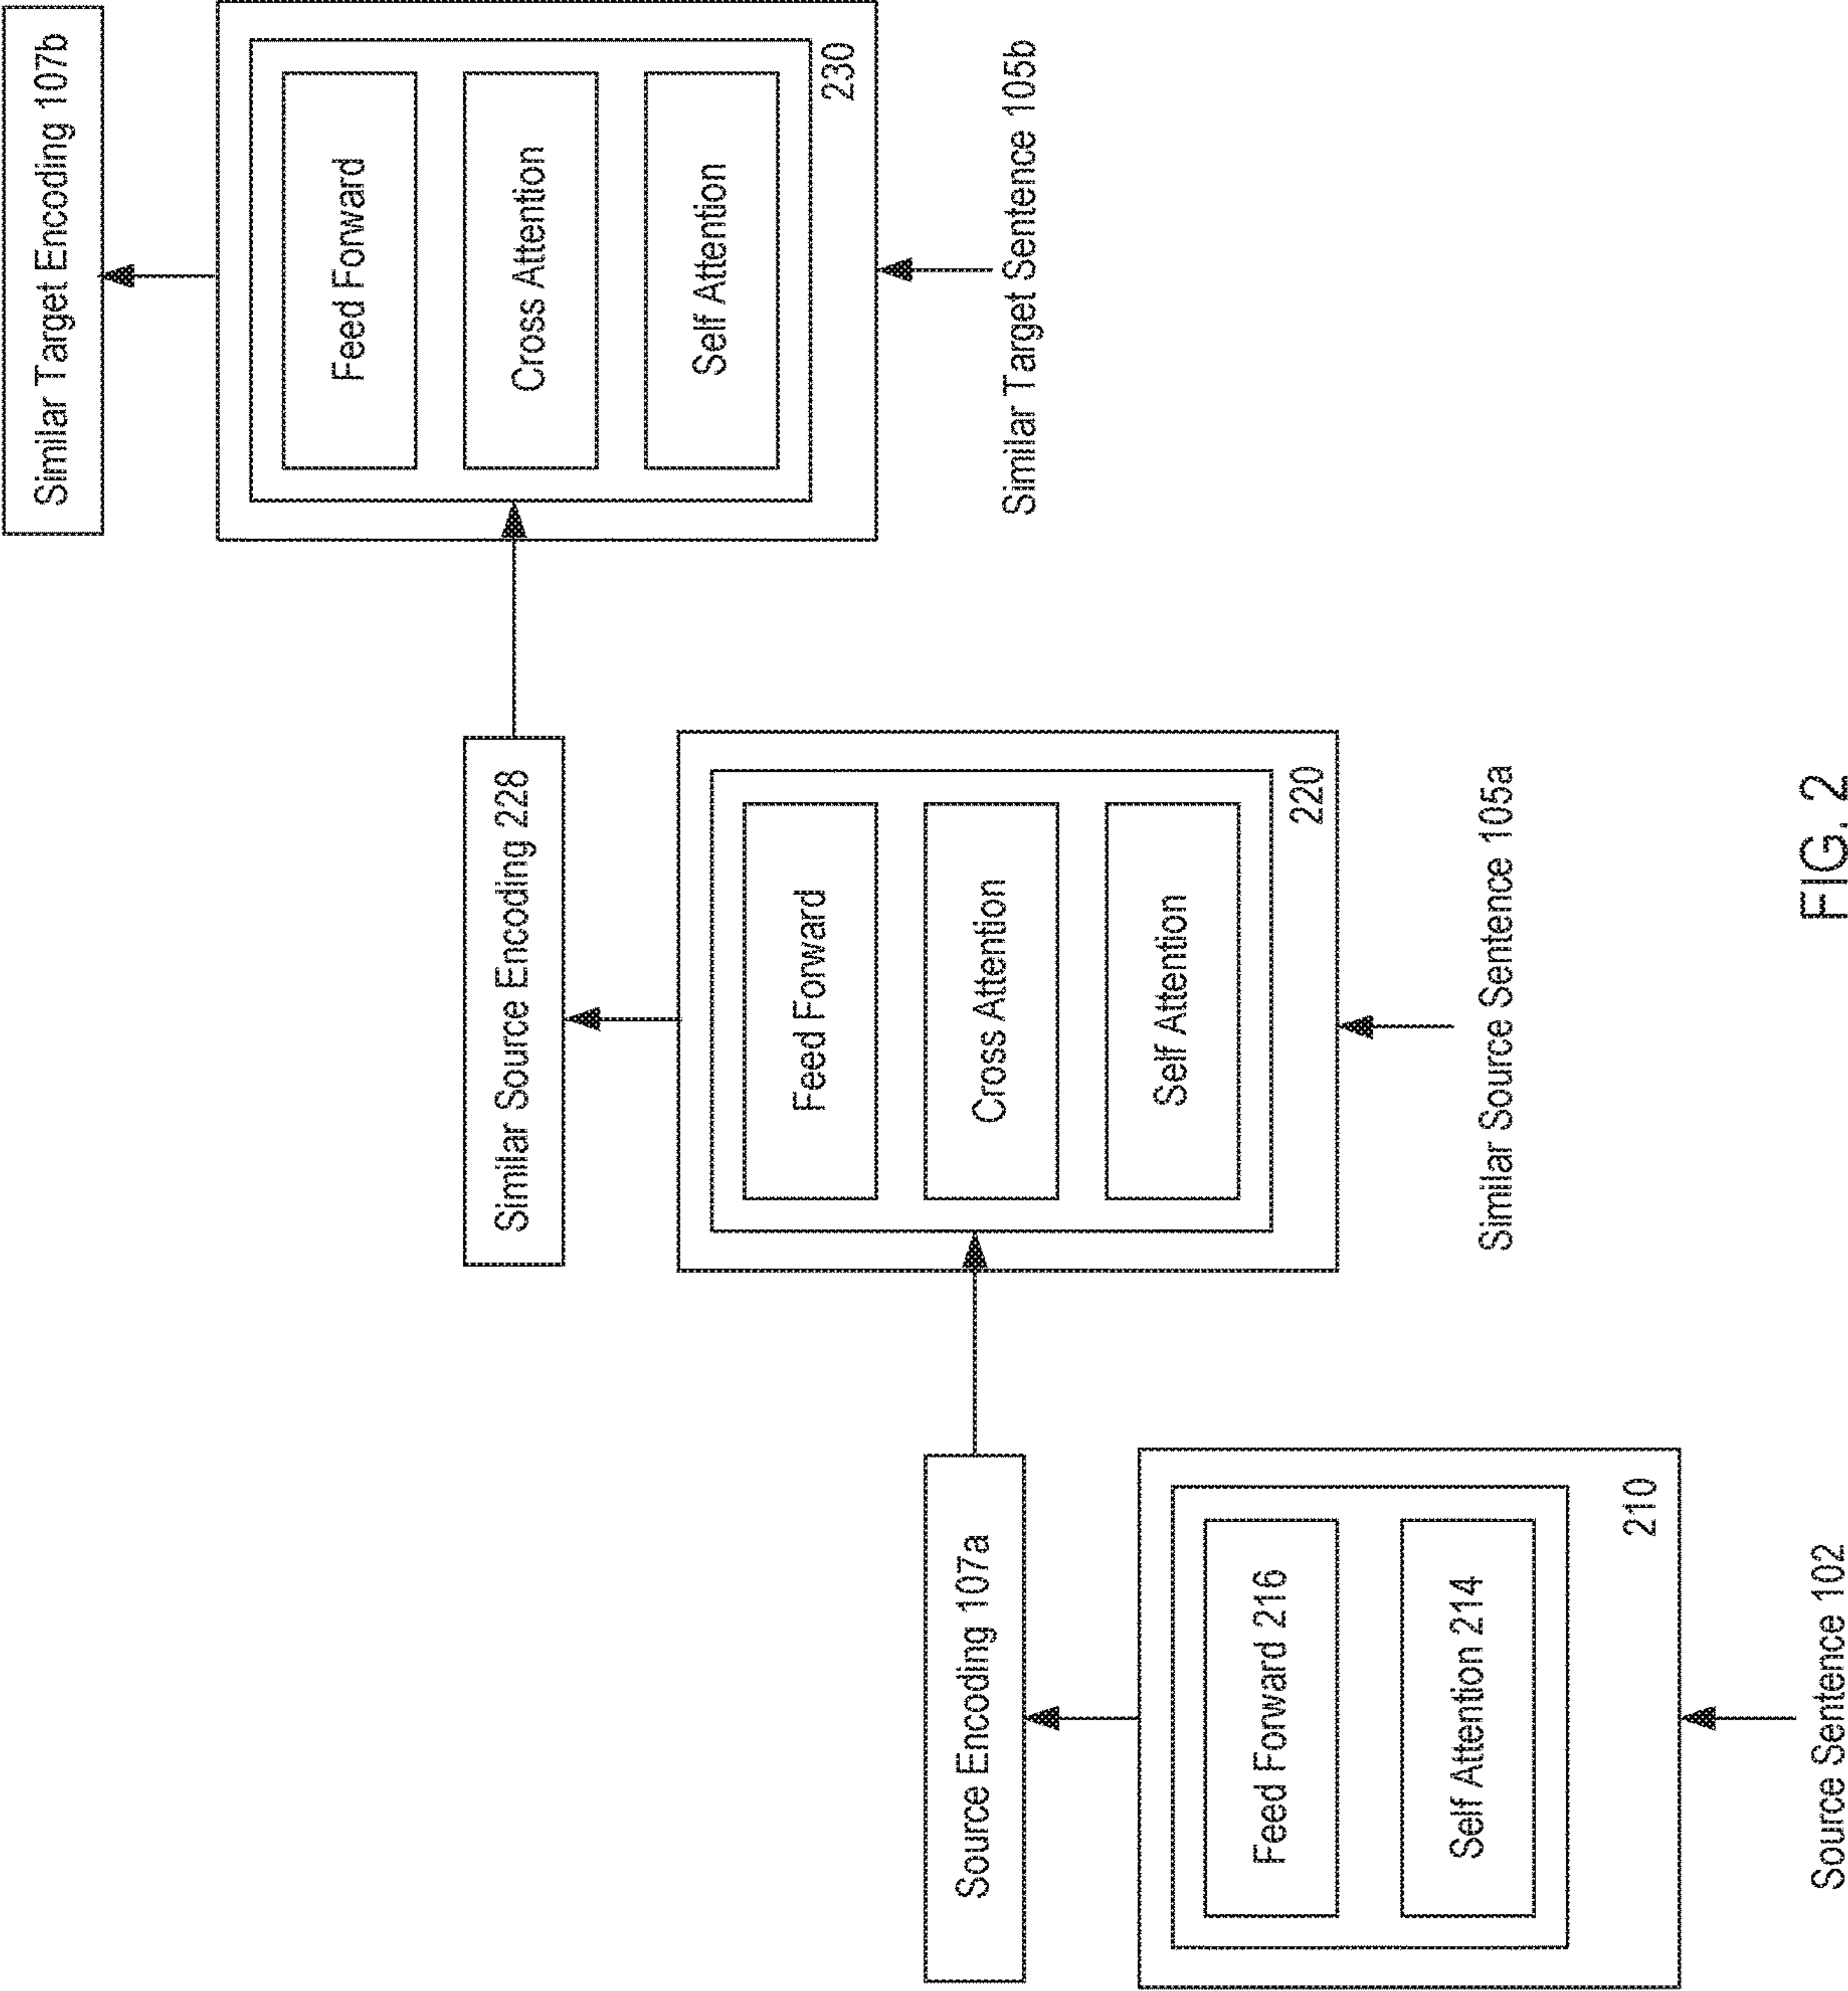 Similar Target Encoding 107b
Feed Forward
Cross Attention
Self Attention
230
Similar Target Sentence 105b
Similar Source Encoding 228
Feed Forward
Cross Attention
Self Attention
220
Similar Source Sentence 105a
Source Encoding 107a
Feed Forward 216
Self Attention 214
210
Source Sentence 102
FIG. 2